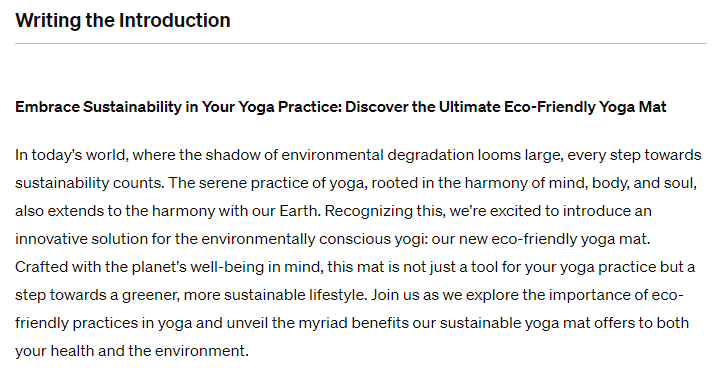 Writing the Introduction
Embrace Sustainability in Your Yoga Practice: Discover the Ultimate Eco-Friendly Yoga Mat
In today's world, where the shadow of environmental degradation looms large, every step towards
sustainability counts. The serene practice of yoga, rooted in the harmony of mind, body, and soul,
also extends to the harmony with our Earth. Recognizing this, we're excited to introduce an
innovative solution for the environmentally conscious yogi: our new eco-friendly yoga mat.
Crafted with the planet's well-being in mind, this mat is not just a tool for your yoga practice but a
step towards a greener, more sustainable lifestyle. Join us as we explore the importance of eco-
friendly practices in yoga and unveil the myriad benefits our sustainable yoga mat offers to both
your health and the environment.